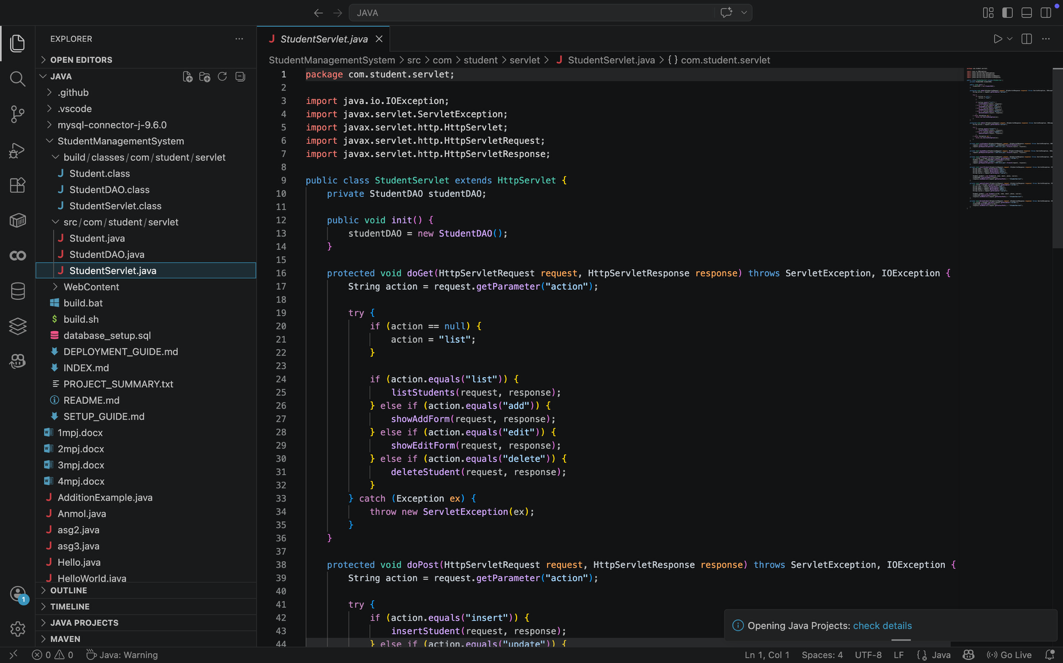 JAVA
EXPLORER
OPEN EDITORS
JAVA
.github
.vscode
mysql-connector-j-9.6.0
StudentManagementSystem
build/classes/com/student/servlet
Student.class
StudentDAO.class
StudentServlet.class
src/com/student/servlet
Student.java
StudentDAO.java
StudentServlet.java
WebContent
build.bat
build.sh
database_setup.sql
DEPLOYMENT_GUIDE.md
INDEX.md
PROJECT_SUMMARY.txt
README.md
SETUP_GUIDE.md
1mpj.docx
2mpj.docx
3mpj.docx
4mpj.docx
AdditionExample.java
Anmol.java
asg2.java
asg3.java
Hello.java
HelloWorld.java
OUTLINE
TIMELINE
JAVA PROJECTS
MAVEN
StudentServlet.java
StudentManagementSystem > src > com > student > servlet > StudentServlet.java > {} com.student.servlet
1 package com.student.servlet;
2
3 import java.io.IOException;
4 import javax.servlet.ServletException;
5 import javax.servlet.http.HttpServlet;
6 import javax.servlet.http.HttpServletRequest;
7 import javax.servlet.http.HttpServletResponse;
8
9 public class StudentServlet extends HttpServlet {
10 private StudentDAO studentDAO;
11
12 public void init() {
13 studentDAO = new StudentDAO();
14 }
15
16 protected void doGet(HttpServletRequest request, HttpServletResponse response) throws ServletException, IOException {
17 String action = request.getParameter("action");
18
19 try {
20 if (action == null) {
21 action = "list";
22 }
23
24 if (action.equals("list")) {
25 listStudents(request, response);
26 } else if (action.equals("add")) {
27 showAddForm(request, response);
28 } else if (action.equals("edit")) {
29 showEditForm(request, response);
30 } else if (action.equals("delete")) {
31 deleteStudent(request, response);
32 }
33 } catch (Exception ex) {
34 throw new ServletException(ex);
35 }
36 }
37
38 protected void doPost(HttpServletRequest request, HttpServletResponse response) throws ServletException, IOException {
39 String action = request.getParameter("action");
40
41 try {
42 if (action.equals("insert")) {
43 insertStudent(request, response);
44 } else if (action.equals("update")) {
Opening Java Projects: check details
1
0 0 Java: Warning
Ln 1, Col 1 Spaces: 4 UTF-8 LF {} Java Go Live